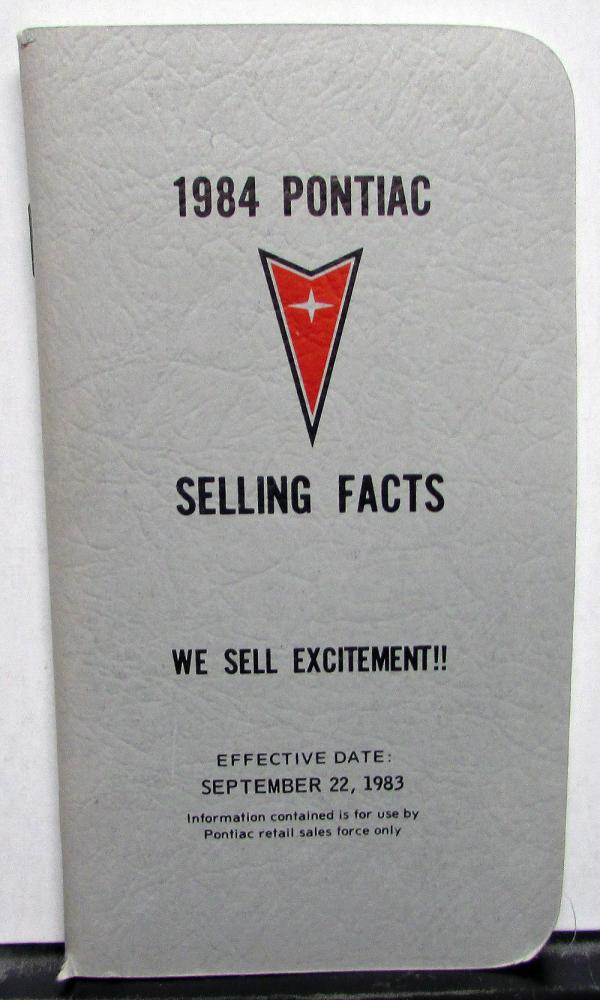 1984 PONTIAC
SELLING FACTS
WE SELL EXCITEMENT!!
EFFECTIVE DATE:
SEPTEMBER 22, 1983
Information contained is for use by
Pontiac retail sales force only